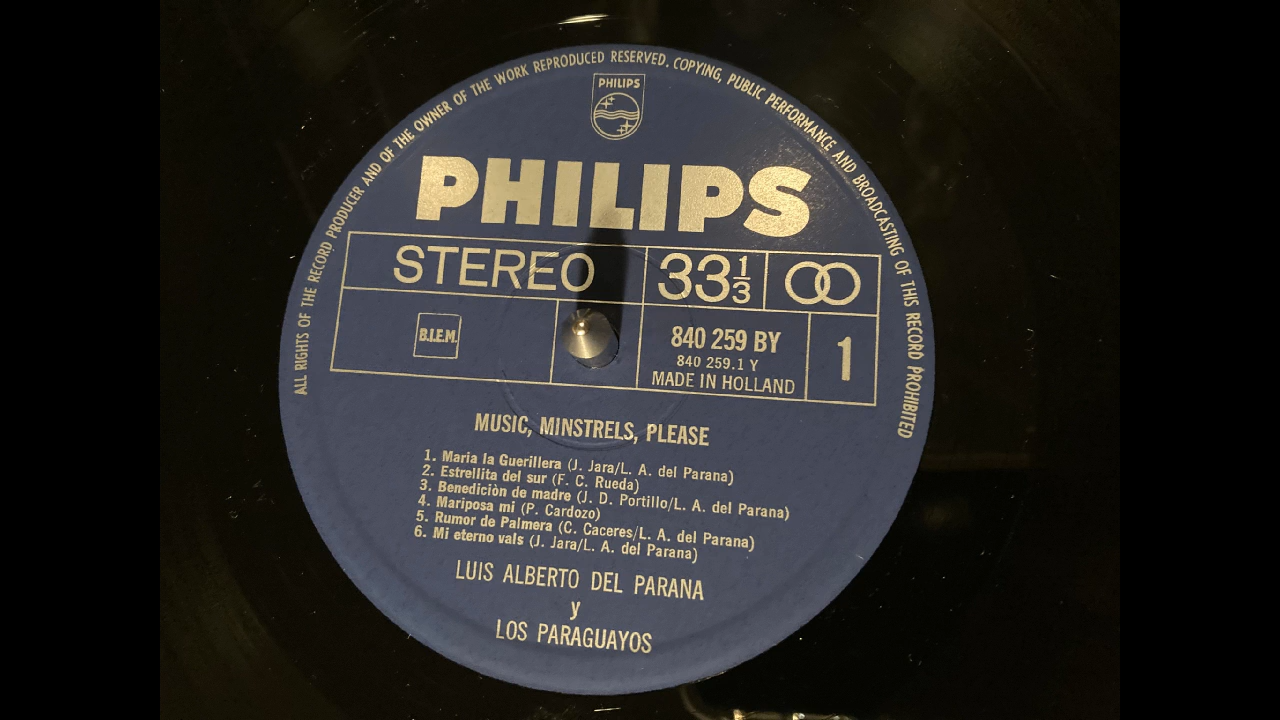 ALL RIGHTS OF THE RECORD PRODUCER AND OF THE OWNER OF THE WORK REPRODUCED RESERVED. COPYING, PUBLIC PERFORMANCE AND BROADCASTING OF THIS RECORD PROHIBITED
PHILIPS
PHILIPS
STEREO 33 1/3
B.I.E.M. 840 259 BY 1
840 259.1 Y
MADE IN HOLLAND
MUSIC, MINSTRELS, PLEASE
1. Maria la Guerillera (J. Jara/L. A. del Parana)
2. Estrellita del sur (F. C. Rueda)
3. Benediciòn de madre (J. D. Portillo/L. A. del Parana)
4. Mariposa mi (P. Cardozo)
5. Rumor de Palmera (C. Caceres/L. A. del Parana)
6. Mi eterno vals (J. Jara/L. A. del Parana)
LUIS ALBERTO DEL PARANA
y
LOS PARAGUAYOS